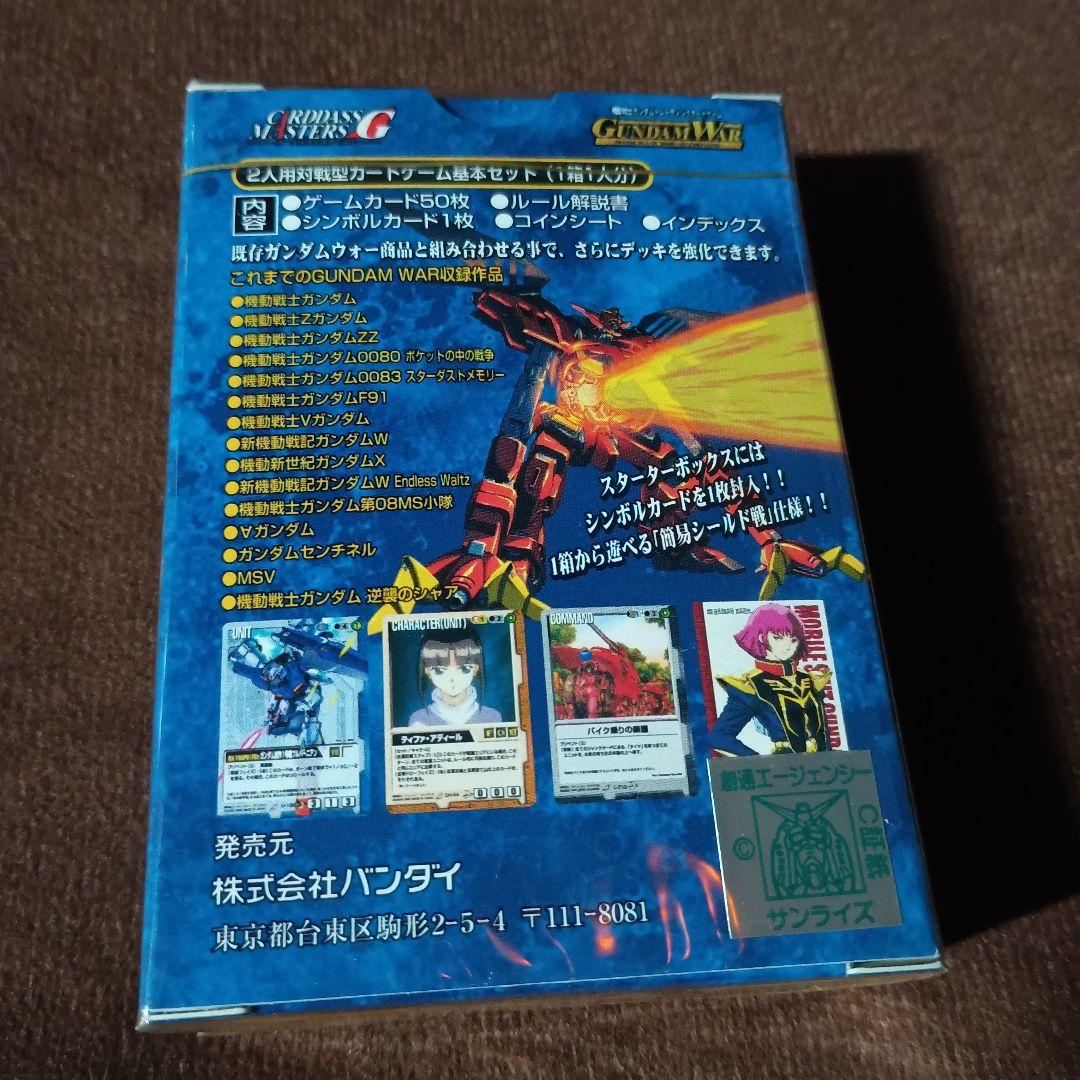 CARDDASS MASTERS G
GUNDAM WAR
2人用対戦型カードゲーム基本セット(1箱1人分)
内容
●ゲームカード50枚 ●ルール解説書
●シンボルカード1枚 ●コインシート ●インデックス
既存ガンダムウォー商品と組み合わせる事で、さらにデッキを強化できます。
これまでのGUNDAM WAR収録作品
●機動戦士ガンダム
●機動戦士Zガンダム
●機動戦士ガンダムZZ
●機動戦士ガンダム0080 ポケットの中の戦争
●機動戦士ガンダム0083 スターダストメモリー
●機動戦士ガンダムF91
●機動戦士Vガンダム
●新機動戦記ガンダムW
●機動新世紀ガンダムX
●新機動戦記ガンダムW Endless Waltz
●機動戦士ガンダム第08MS小隊
●∀ガンダム
●ガンダムセンチネル
●MSV
●機動戦士ガンダム 逆襲のシャア
スターターボックスには
シンボルカードを1枚封入!!
1箱から遊べる「簡易シールド戦」仕様!!
UNIT
3 1 3
CHARACTER(UNIT)
ティファ・アディール
0 0 0
COMMAND
バイク乗りの楽園
発売元
株式会社バンダイ
東京都台東区駒形2-5-4 〒111-8081
創通エージェンシー
©
C証紙
サンライズ